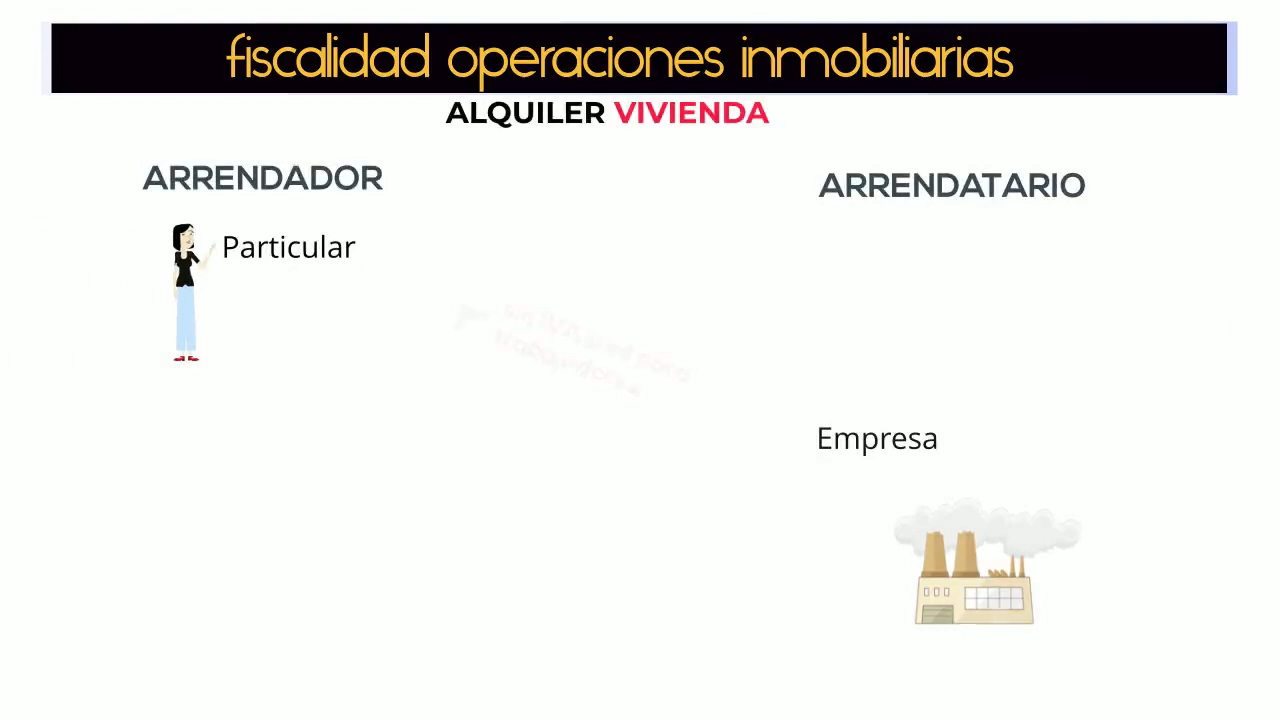 fiscalidad operaciones inmobiliarias
ALQUILER VIVIENDA
ARRENDADOR
ARRENDATARIO
Particular
Empresa